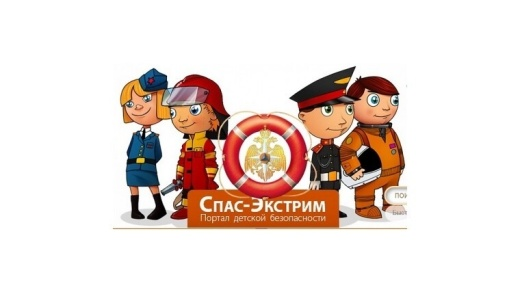 Спас-Экстрим
Портал детской безопасности